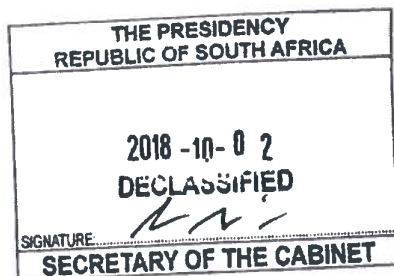 THE PRESIDENCY
REPUBLIC OF SOUTH AFRICA
2018 -10- 0 2
DECLASSIFIED
SIGNATURE:
SECRETARY OF THE CABINET